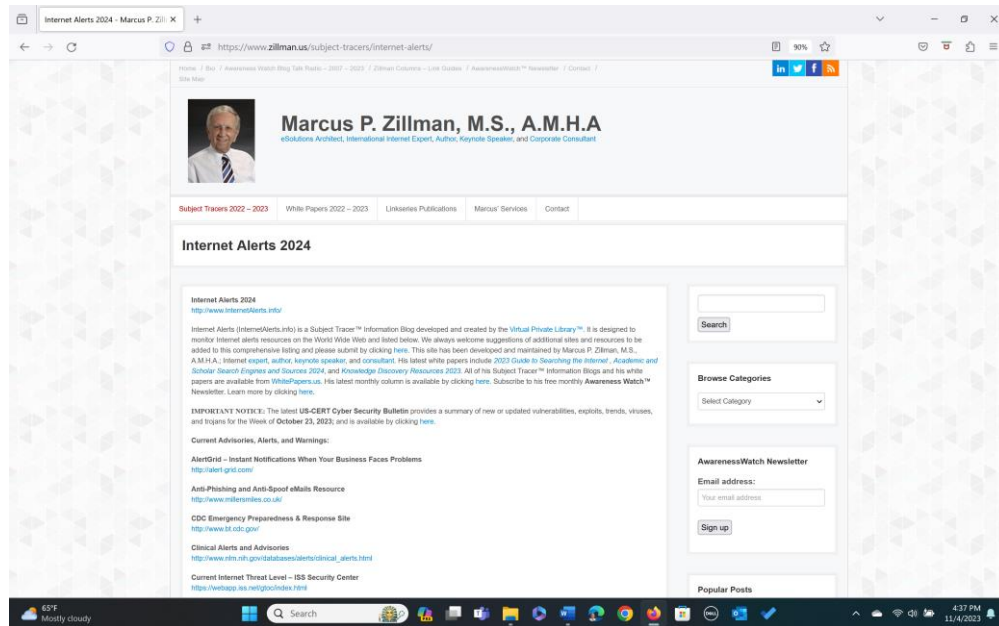 Internet Alerts 2024 - Marcus P. Zill
https://www.zillman.us/subject-tracers/internet-alerts/
90%
Home / Bio / Awareness Watch Blog Talk Radio – 2007 – 2023 / Zillman Columns – Link Guides / AwarenessWatch™ Newsletter / Contact /
Site Map
Marcus P. Zillman, M.S., A.M.H.A
eSolutions Architect, International Internet Expert, Author, Keynote Speaker, and Corporate Consultant
Subject Tracers 2022 – 2023
White Papers 2022 – 2023
Linkseries Publications
Marcus' Services
Contact
Internet Alerts 2024
Internet Alerts 2024
http://www.InternetAlerts.info/
Internet Alerts (InternetAlerts.info) is a Subject Tracer™ Information Blog developed and created by the Virtual Private Library™. It is designed to
monitor Internet alerts resources on the World Wide Web and listed below. We always welcome suggestions of additional sites and resources to be
added to this comprehensive listing and please submit by clicking here. This site has been developed and maintained by Marcus P. Zillman, M.S.,
A.M.H.A.; Internet expert, author, keynote speaker, and consultant. His latest white papers include 2023 Guide to Searching the Internet , Academic and
Scholar Search Engines and Sources 2024, and Knowledge Discovery Resources 2023. All of his Subject Tracer™ Information Blogs and his white
papers are available from WhitePapers.us. His latest monthly column is available by clicking here. Subscribe to his free monthly Awareness Watch™
Newsletter. Learn more by clicking here.
IMPORTANT NOTICE: The latest US-CERT Cyber Security Bulletin provides a summary of new or updated vulnerabilities, exploits, trends, viruses,
and trojans for the Week of October 23, 2023; and is available by clicking here.
Current Advisories, Alerts, and Warnings:
AlertGrid – Instant Notifications When Your Business Faces Problems
http://alert-grid.com/
Anti-Phishing and Anti-Spoof eMails Resource
http://www.millersmiles.co.uk/
CDC Emergency Preparedness & Response Site
http://www.bt.cdc.gov/
Clinical Alerts and Advisories
http://www.nlm.nih.gov/databases/alerts/clinical_alerts.html
Current Internet Threat Level – ISS Security Center
https://webapp.iss.net/gtoc/index.html
Search
Browse Categories
Select Category
AwarenessWatch Newsletter
Email address:
Your email address
Sign up
Popular Posts
65°F
Mostly cloudy
Search
4:37 PM
11/4/2023